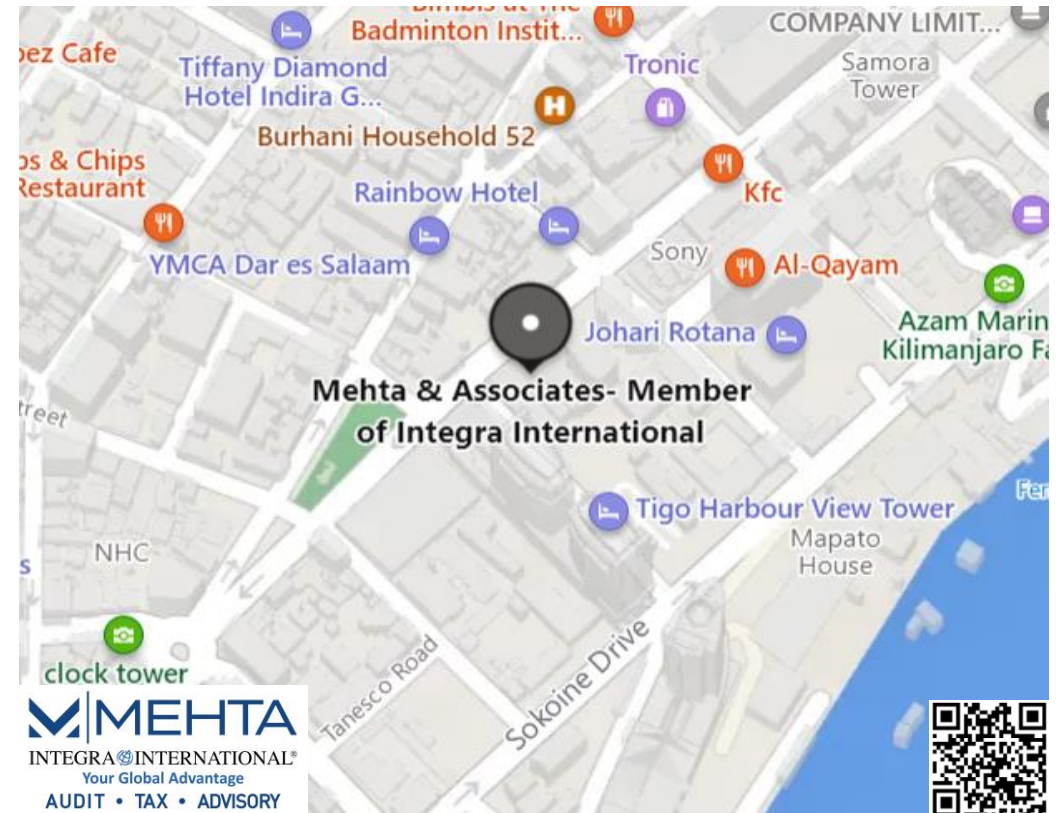 Badminton Instit...
COMPANY LIMIT...
Cafe
Tiffany Diamond
Hotel Indira G...
Tronic
Samora
Tower
Burhani Household 52
& Chips
Restaurant
Rainbow Hotel
Kfc
YMCA Dar es Salaam
Sony
Al-Qayam
Johari Rotana
Azam Marin
Kilimanjaro Fa
Mehta & Associates- Member
of Integra International
treet
Tigo Harbour View Tower
Fer
Mapato
House
NHC
s
clock tower
Tanesco Road
Sokoine Drive
MEHTA
INTEGRA INTERNATIONAL®
Your Global Advantage
AUDIT • TAX • ADVISORY